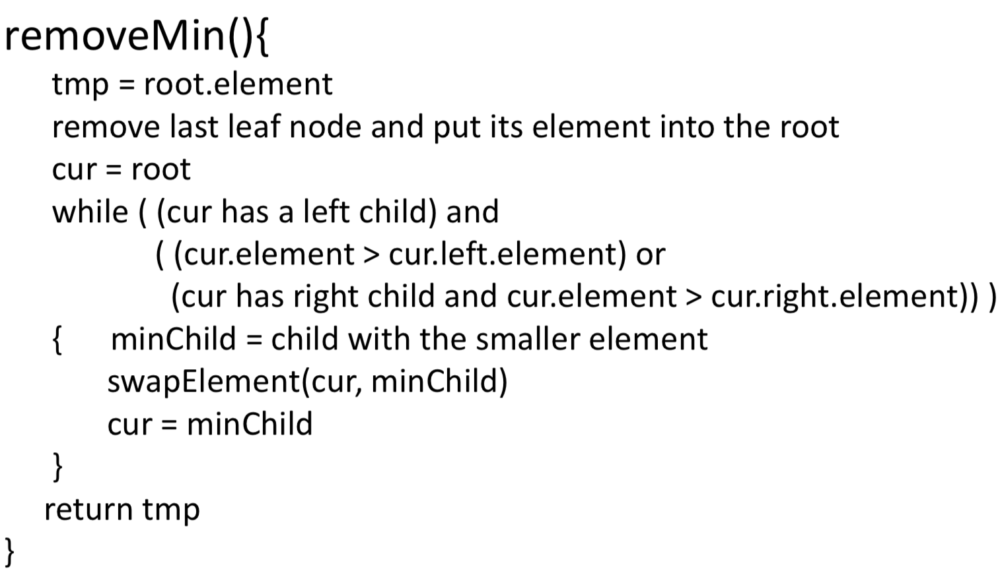 removeMin(){
tmp = root.element
remove last leaf node and put its element into the root
cur = root
while ( (cur has a left child) and
( (cur.element > cur.left.element) or
(cur has right child and cur.element > cur.right.element)) )
{ minChild = child with the smaller element
swapElement(cur, minChild)
cur = minChild
}
return tmp
}